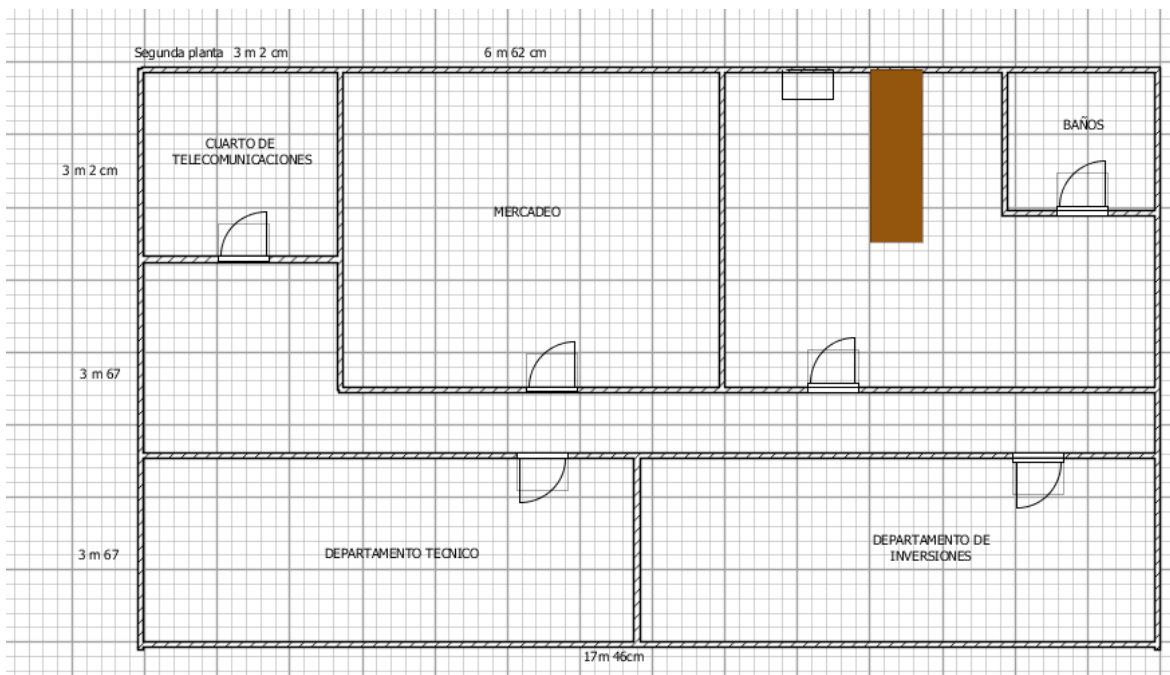 Segunda planta 3 m 2 cm
6 m 62 cm
BAÑOS
CUARTO DE
TELECOMUNICACIONES
3 m 2 cm
MERCADEO
3 m 67
DEPARTAMENTO DE
INVERSIONES
DEPARTAMENTO TECNICO
3 m 67
17m 46cm